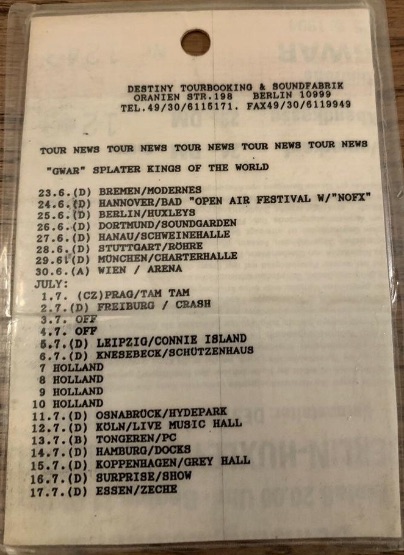 DESTINY TOURBOOKING & SOUNDFABRIK
ORANIEN STR.198 BERLIN 10999
TEL.49/30/6115171. FAX49/30/6119949
TOUR NEWS TOUR NEWS TOUR NEWS TOUR NEWS TOUR NEWS
"GWAR" SPLATER KINGS OF THE WORLD
23.6.(D) BREMEN/MODERNES
24.6.(D) HANNOVER/BAD "OPEN AIR FESTIVAL W/"NOFX"
25.6.(D) BERLIN/HUXLEYS
26.6.(D) DORTMUND/SOUNDGARDEN
27.6.(D) HANAU/SCHWEINEHALLE
28.6.(D) STUTTGART/RÖHRE
29.6.(D) MÜNCHEN/CHARTERHALLE
30.6.(A) WIEN / ARENA
JULY:
1.7. (CZ)PRAG/TAM TAM
2.7.(D) FREIBURG / CRASH
3.7. OFF
4.7. OFF
5.7.(D) LEIPZIG/CONNIE ISLAND
6.7.(D) KNESEBECK/SCHÜTZENHAUS
7 HOLLAND
8 HOLLAND
9 HOLLAND
10 HOLLAND
11.7.(D) OSNABRÜCK/HYDEPARK
12.7.(D) KÖLN/LIVE MUSIC HALL
13.7.(B) TONGEREN/PC
14.7.(D) HAMBURG/DOCKS
15.7.(D) KOPPENHAGEN/GREY HALL
16.7.(D) SURPRISE/SHOW
17.7.(D) ESSEN/ZECHE